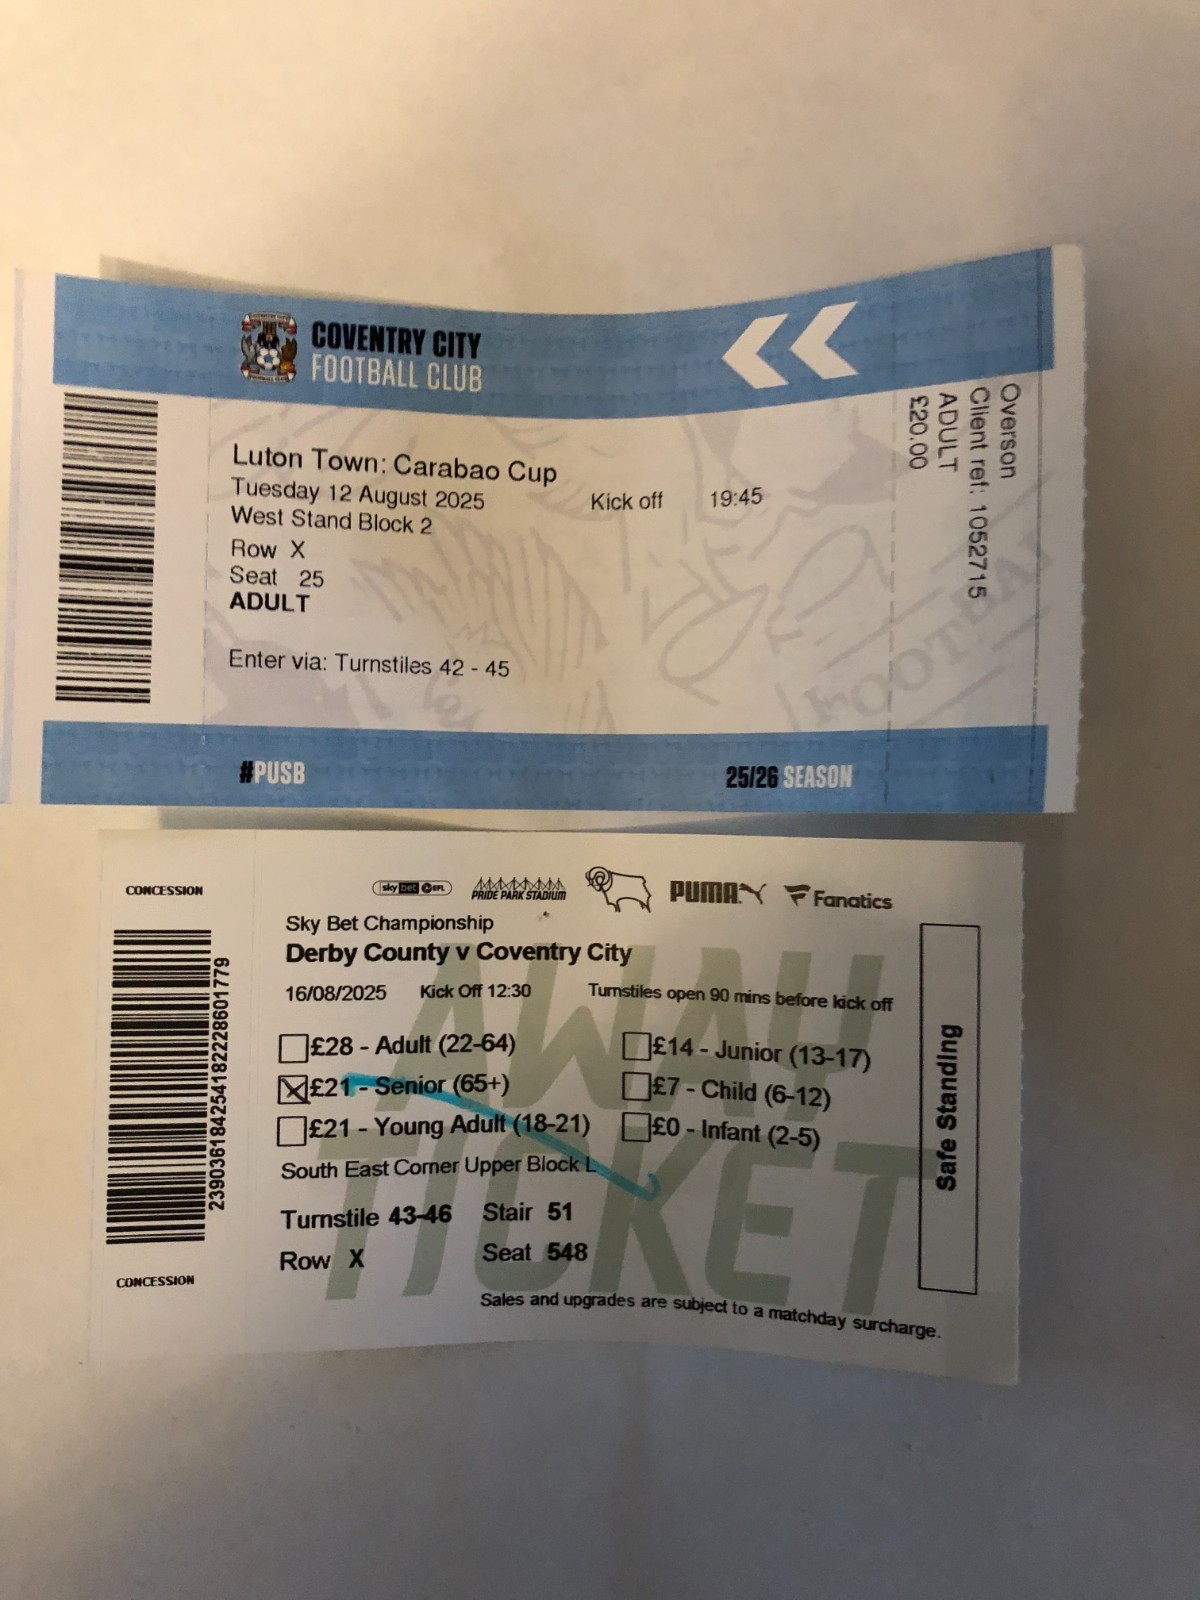 COVENTRY CITY
FOOTBALL CLUB
Luton Town: Carabao Cup
Tuesday 12 August 2025 Kick off 19:45
West Stand Block 2
Row X
Seat 25
ADULT
Enter via: Turnstiles 42 - 45
#PUSB
25/26 SEASON
Overson
Client ref: 1052715
ADULT
£20.00
FOOTBAL
CONCESSION
sky bet EFL
PRIDE PARK STADIUM
PUMA
Fanatics
Sky Bet Championship
Derby County v Coventry City
16/08/2025 Kick Off 12:30 Turnstiles open 90 mins before kick off
£28 - Adult (22-64) £14 - Junior (13-17)
£21 - Senior (65+) £7 - Child (6-12)
£21 - Young Adult (18-21) £0 - Infant (2-5)
South East Corner Upper Block L
Turnstile 43-46 Stair 51
Row X Seat 548
Sales and upgrades are subject to a matchday surcharge.
AWAY
TICKET
Safe Standing
2390361842541822228601779
CONCESSION